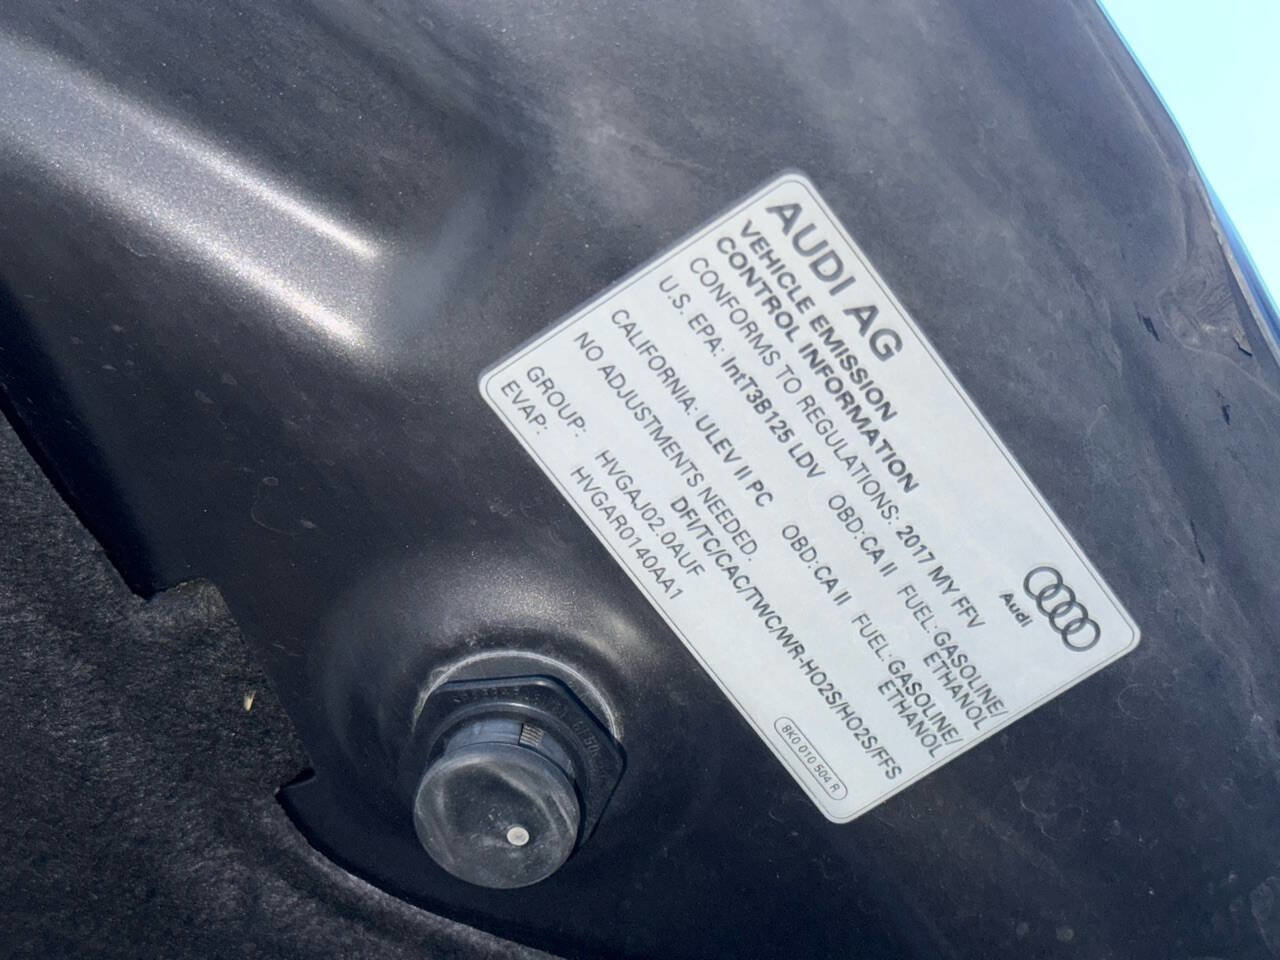 AUDI AG
VEHICLE EMISSION
CONTROL INFORMATION
CONFORMS TO REGULATIONS: 2017 MY FFV
U.S. EPA: IntT3B125 LDV OBD:CA II FUEL:GASOLINE/
ETHANOL
CALIFORNIA: ULEV II PC OBD:CA II FUEL:GASOLINE/
ETHANOL
NO ADJUSTMENTS NEEDED.
DFI/TC/CAC/TWC/WR-HO2S/HO2S/FFS
GROUP: HVGAJ02.0AUF
EVAP: HVGAR0140AA1
Audi
8K0 010 504 R